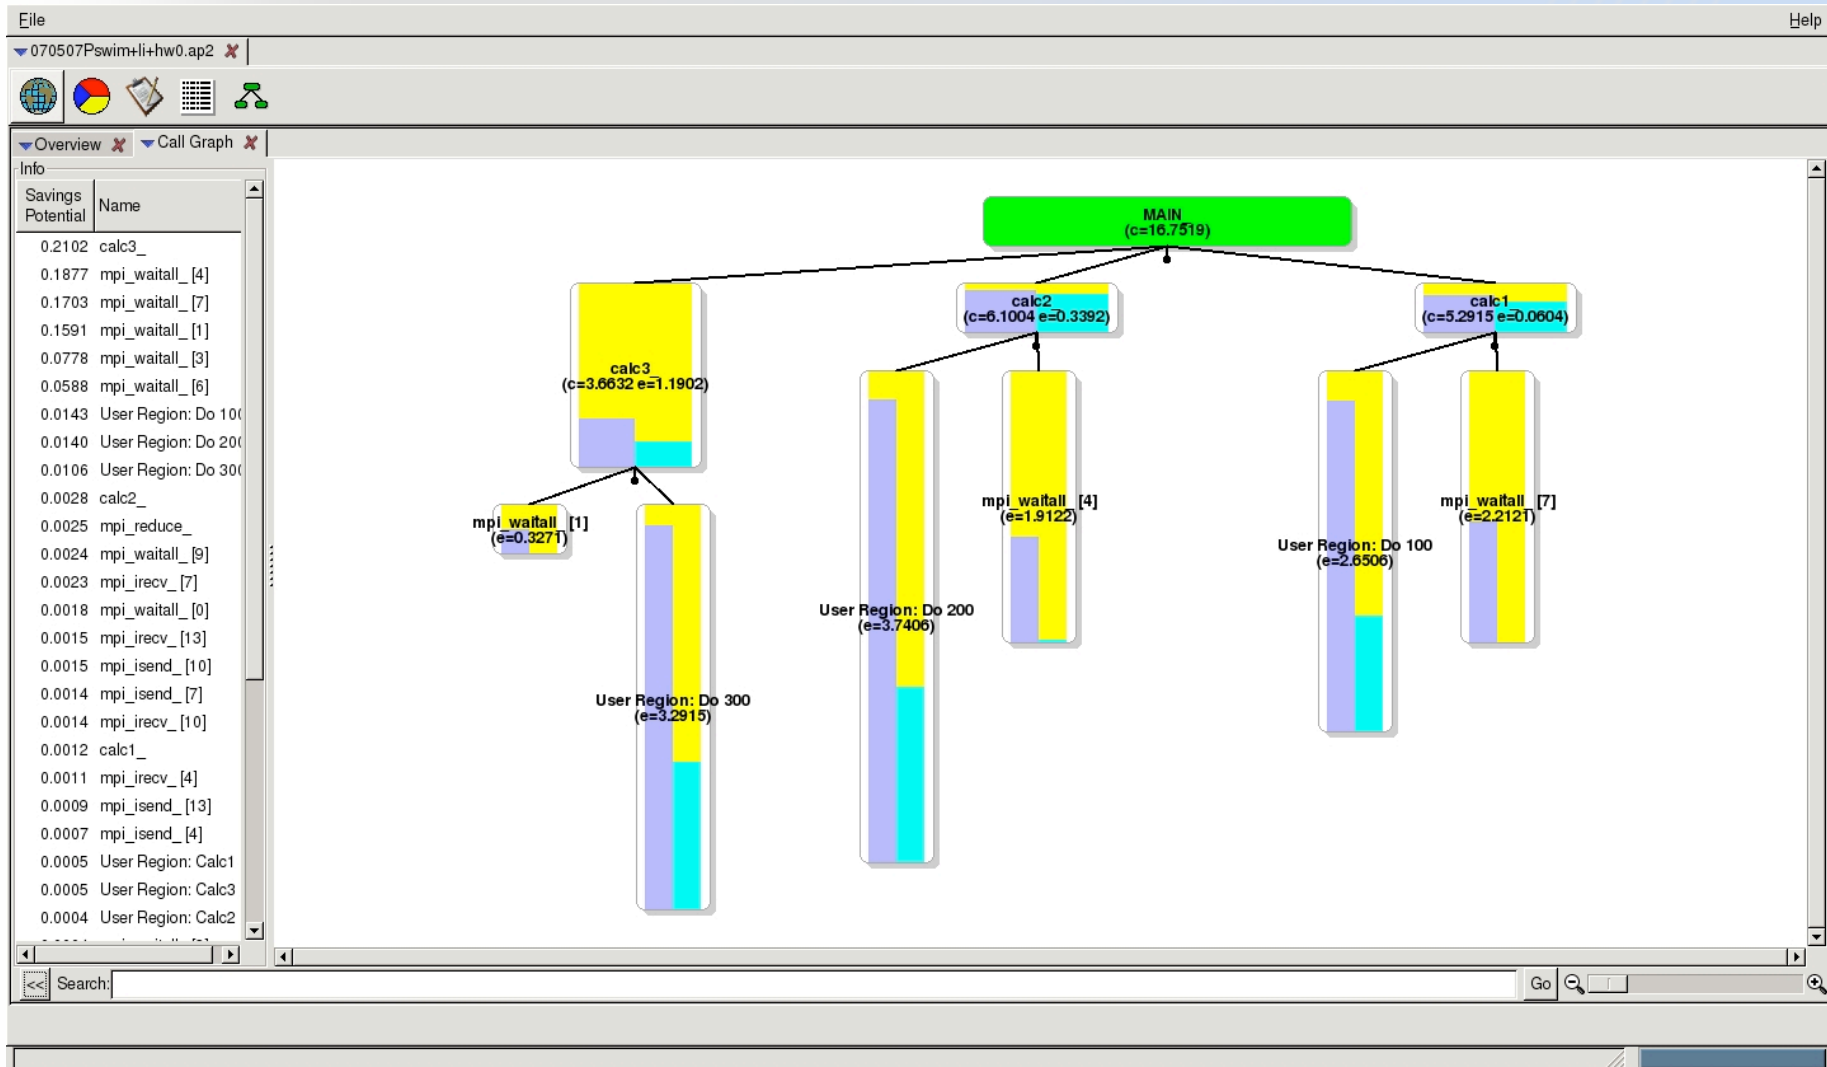 File
Help
070507Pswim+li+hw0.ap2
Overview
Call Graph
Info
Savings Potential
Name
0.2102 calc3_
0.1877 mpi_waitall_ [4]
0.1703 mpi_waitall_ [7]
0.1591 mpi_waitall_ [1]
0.0778 mpi_waitall_ [3]
0.0588 mpi_waitall_ [6]
0.0143 User Region: Do 100
0.0140 User Region: Do 200
0.0106 User Region: Do 300
0.0028 calc2_
0.0025 mpi_reduce_
0.0024 mpi_waitall_ [9]
0.0023 mpi_irecv_ [7]
0.0018 mpi_waitall_ [0]
0.0015 mpi_irecv_ [13]
0.0015 mpi_isend_ [10]
0.0014 mpi_isend_ [7]
0.0014 mpi_irecv_ [10]
0.0012 calc1_
0.0011 mpi_irecv_ [4]
0.0009 mpi_isend_ [13]
0.0007 mpi_isend_ [4]
0.0005 User Region: Calc1
0.0005 User Region: Calc3
0.0004 User Region: Calc2
MAIN_
(c=16.7519)
calc3_
(c=3.6632 e=1.1902)
calc2_
(c=6.1004 e=0.3392)
calc1_
(c=5.2915 e=0.0604)
mpi_waitall_ [1]
(e=0.3271)
User Region: Do 300
(e=3.2915)
User Region: Do 200
(e=3.7406)
mpi_waitall_ [4]
(e=1.9122)
User Region: Do 100
(e=2.6506)
mpi_waitall_ [7]
(e=2.2121)
<< Search:
Go